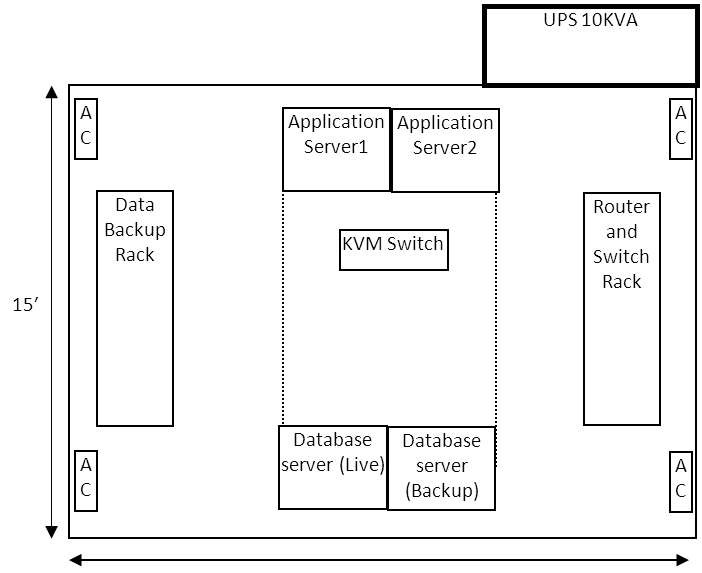 UPS 10KVA
A
C
Application
Server1
Application
Server2
A
C
Data
Backup
Rack
KVM Switch
Router
and
Switch
Rack
15’
Database
server (Live)
Database
server
(Backup)
A
C
A
C